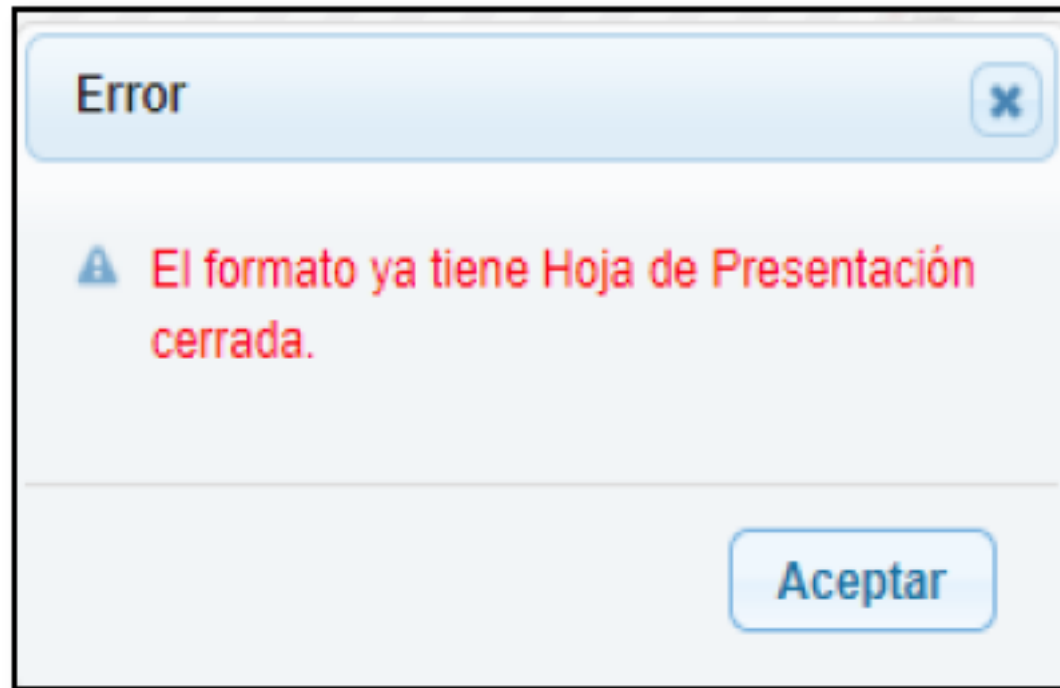 Error
El formato ya tiene Hoja de Presentación
cerrada.
Aceptar